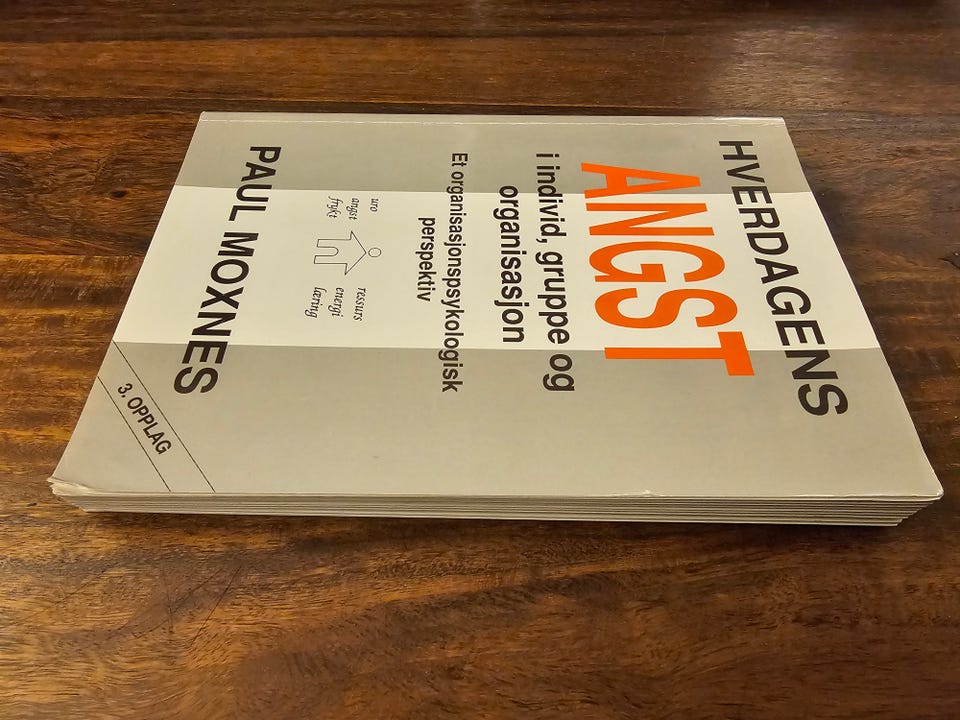 HVERDAGENS
ANGST
i individ, gruppe og
organisasjon
Et organisasjonspsykologisk
perspektiv
uro
angst
frykt
ressurs
energi
læring
PAUL MOXNES
3. OPPLAG